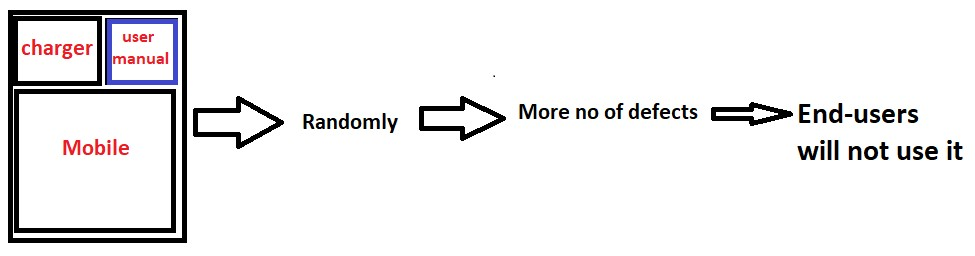 charger
user
manual
Mobile
Randomly
More no of defects
End-users
will not use it